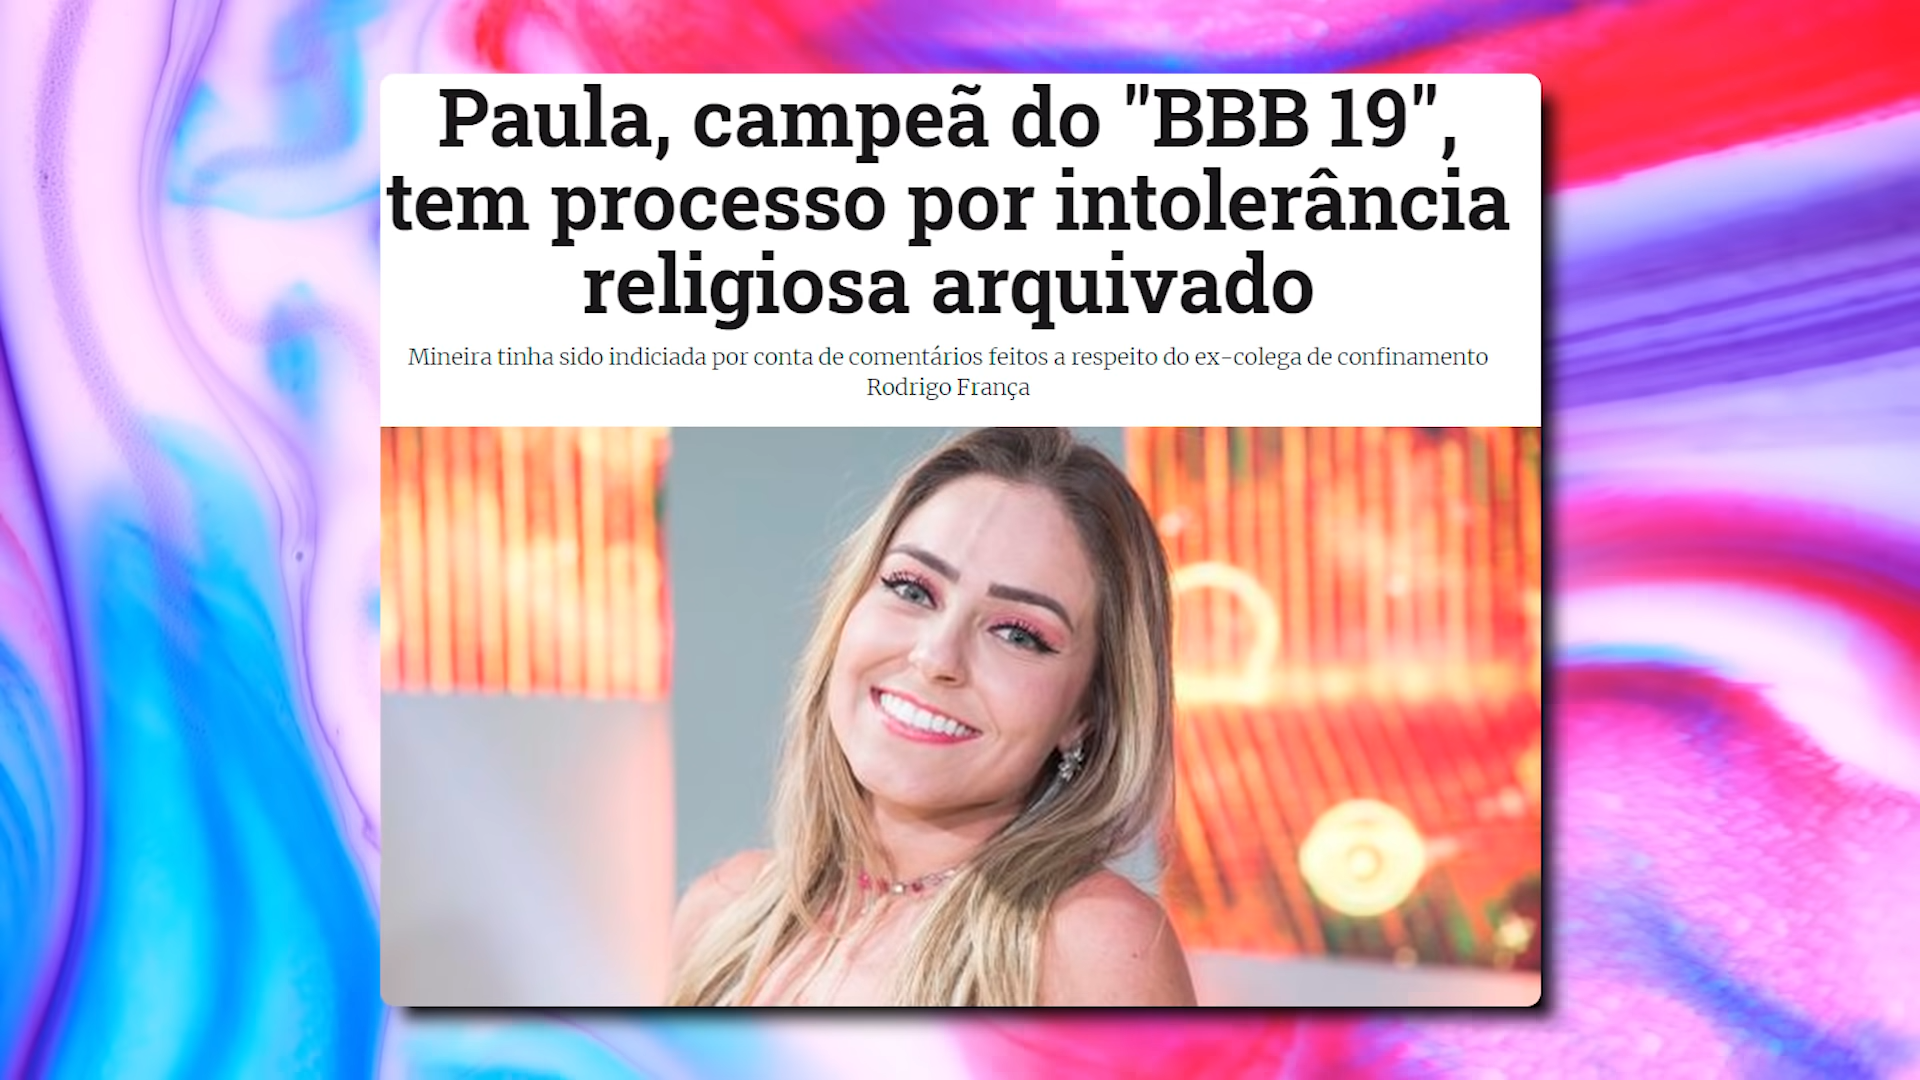 Paula, campeã do "BBB 19",
tem processo por intolerância
religiosa arquivado
Mineira tinha sido indiciada por conta de comentários feitos a respeito do ex-colega de confinamento
Rodrigo França